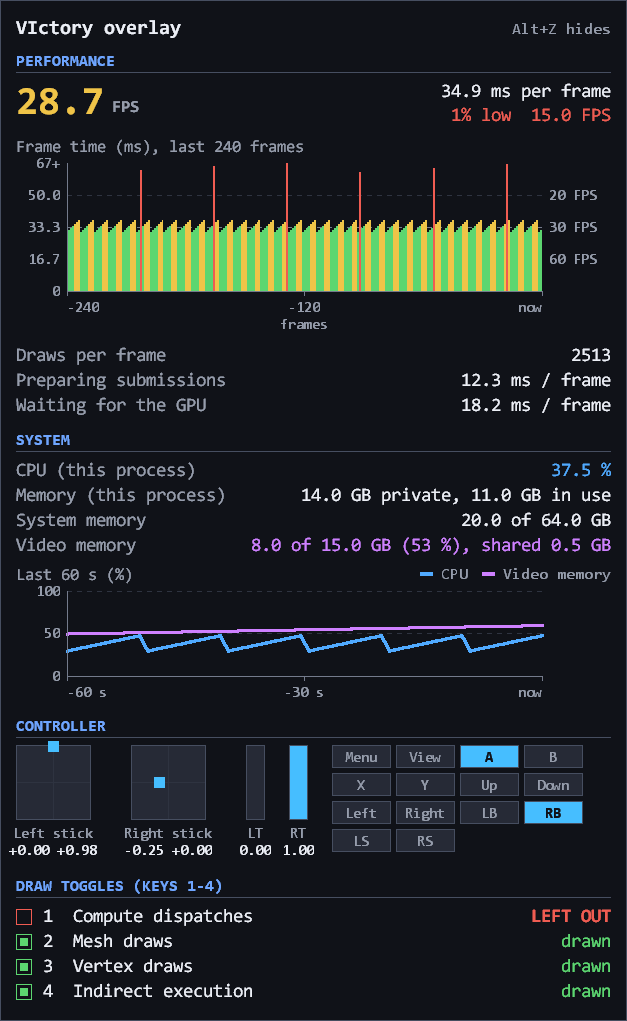 VIctory overlay Alt+Z hides
PERFORMANCE
28.7 FPS
34.9 ms per frame
1% low 15.0 FPS
Frame time (ms), last 240 frames
67+
50.0 20 FPS
33.3 30 FPS
16.7 60 FPS
0
-240 -120 now
frames
Draws per frame 2513
Preparing submissions 12.3 ms / frame
Waiting for the GPU 18.2 ms / frame
SYSTEM
CPU (this process) 37.5 %
Memory (this process) 14.0 GB private, 11.0 GB in use
System memory 20.0 of 64.0 GB
Video memory 8.0 of 15.0 GB (53 %), shared 0.5 GB
Last 60 s (%) CPU Video memory
100
50
0
-60 s -30 s now
CONTROLLER
Menu View A B
X Y Up Down
Left Right LB RB
LS RS
Left stick Right stick LT RT
+0.00 +0.98 -0.25 +0.00 0.00 1.00
DRAW TOGGLES (KEYS 1-4)
1 Compute dispatches LEFT OUT
2 Mesh draws drawn
3 Vertex draws drawn
4 Indirect execution drawn